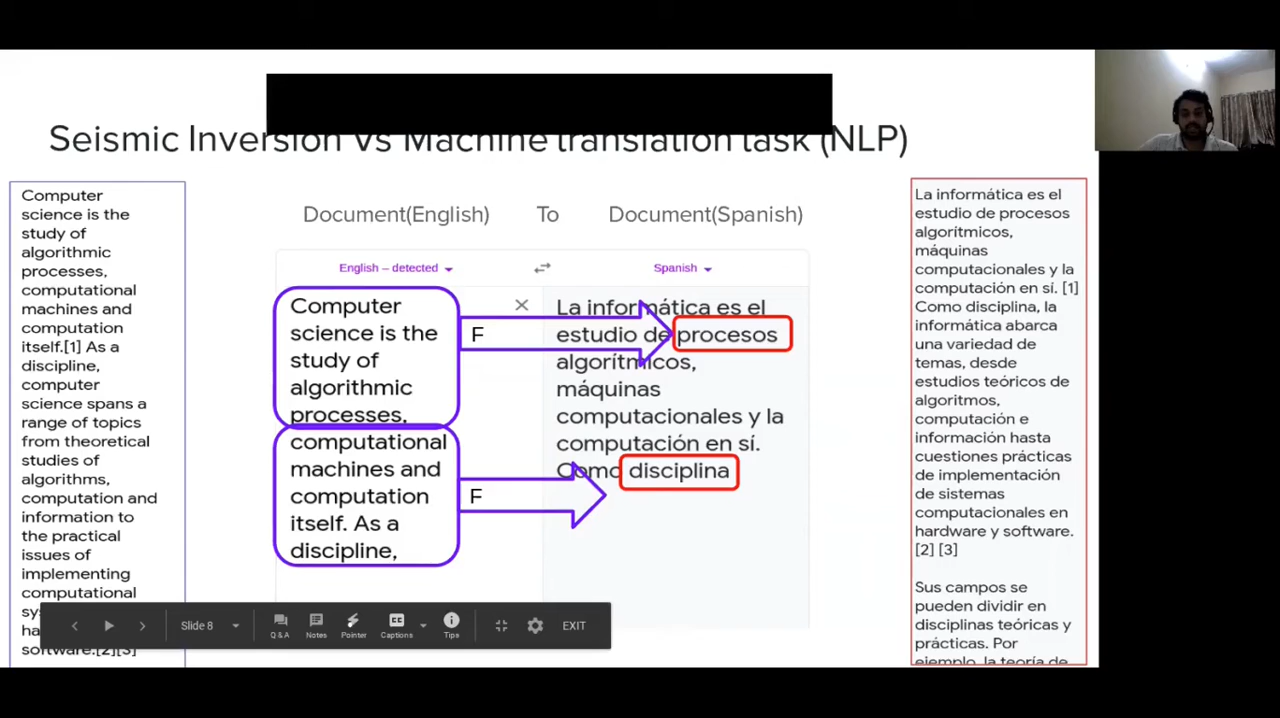 Seismic Inversion Vs Machine translation task (NLP)
Computer
science is the
study of
algorithmic
processes,
computational
machines and
computation
itself.[1] As a
discipline,
computer
science spans a
range of topics
from theoretical
studies of
algorithms,
computation and
information to
the practical
issues of
implementing
computational
sy
ha
software.[2][3]
Document(English) To Document(Spanish)
English – detected
Spanish
Computer
science is the
study of
algorithmic
processes,
computational
machines and
computation
itself. As a
discipline,
F
F
La informática es el
estudio de procesos
algorítmicos,
máquinas
computacionales y la
computación en sí.
Como disciplina
La informática es el
estudio de procesos
algorítmicos,
máquinas
computacionales y la
computación en sí. [1]
Como disciplina, la
informática abarca
una variedad de
temas, desde
estudios teóricos de
algoritmos,
computación e
información hasta
cuestiones prácticas
de implementación
de sistemas
computacionales en
hardware y software.
[2] [3]
Sus campos se
pueden dividir en
disciplinas teóricas y
prácticas. Por
ejemplo, la teoría de
Slide 8
Q & A
Notes
Pointer
CC
Captions
Tips
EXIT